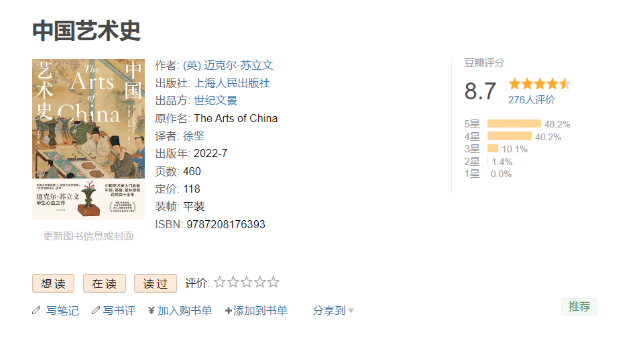 中国艺术史
作者: (英) 迈克尔·苏立文
出版社: 上海人民出版社
出品方: 世纪文景
原作名: The Arts of China
译者: 徐坚
出版年: 2022-7
页数: 460
定价: 118
装帧: 平装
ISBN: 9787208176393
艺术史
The Arts of China
中国
迈克尔·苏立文
更新图书信息或封面
豆瓣评分
8.7
276人评价
5星 48.2%
4星 40.2%
3星 10.1%
2星 1.4%
1星 0.0%
想读 在读 读过 评价:
写笔记 写书评 ¥加入购书单 +添加到书单 分享到
推荐